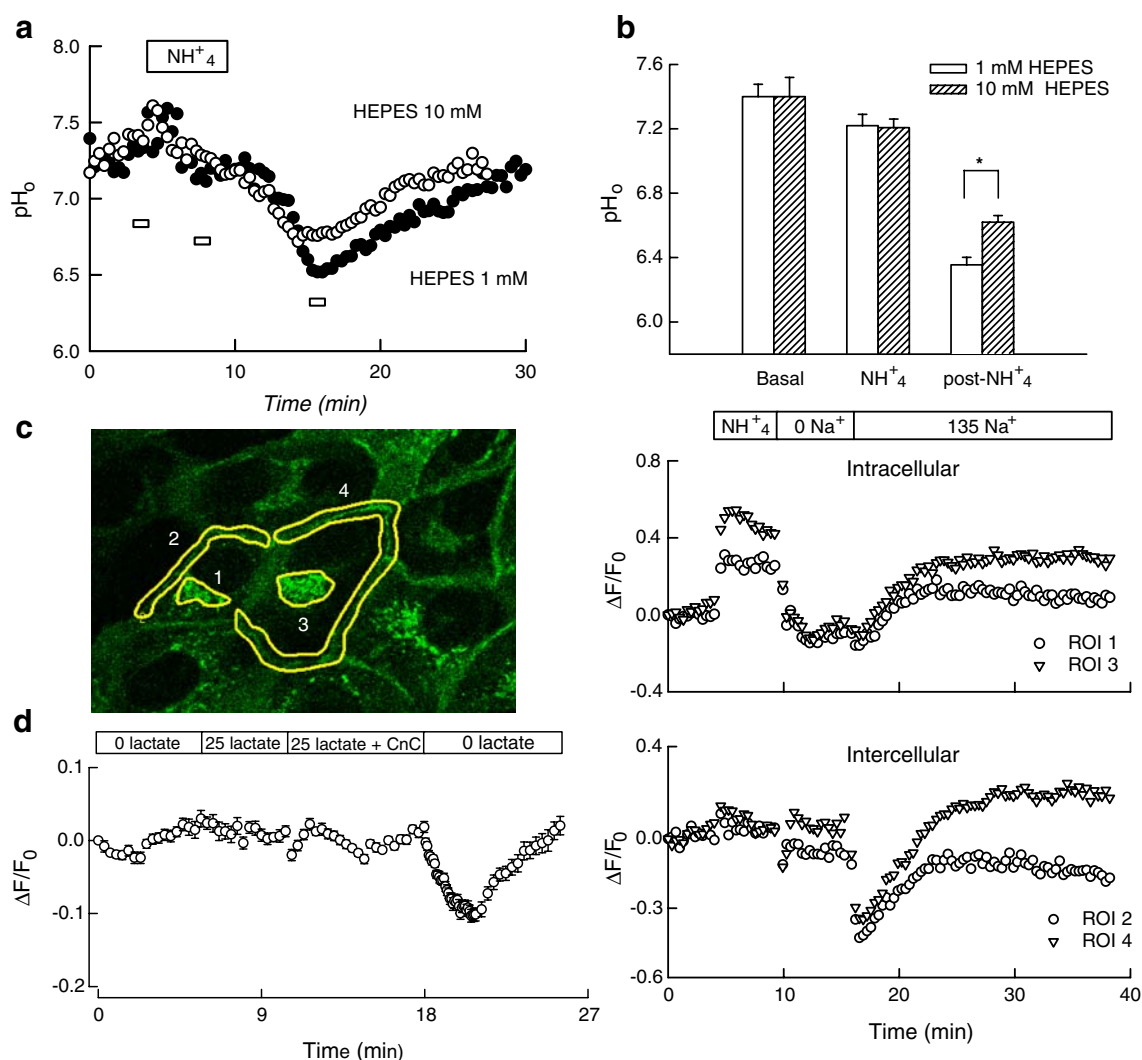 a
8.0
7.5
7.0
6.5
6.0
pHo
NH+4
HEPES 10 mM
HEPES 1 mM
0
10
20
30
Time (min)
b
7.6
7.2
6.8
6.4
6.0
pHo
1 mM HEPES
10 mM HEPES
*
Basal
NH+4
post-NH+4
c
1
2
3
4
NH+4
0 Na+
135 Na+
Intracellular
0.8
0.4
0.0
-0.4
ΔF/F0
ROI 1
ROI 3
0
10
20
30
40
Intercellular
0.4
0.0
-0.3
-0.6
ΔF/F0
ROI 2
ROI 4
0
10
20
30
40
Time (min)
d
0 lactate
25 lactate
25 lactate + CnC
0 lactate
0.1
0.0
-0.1
-0.2
ΔF/F0
0
9
18
27
Time (min)